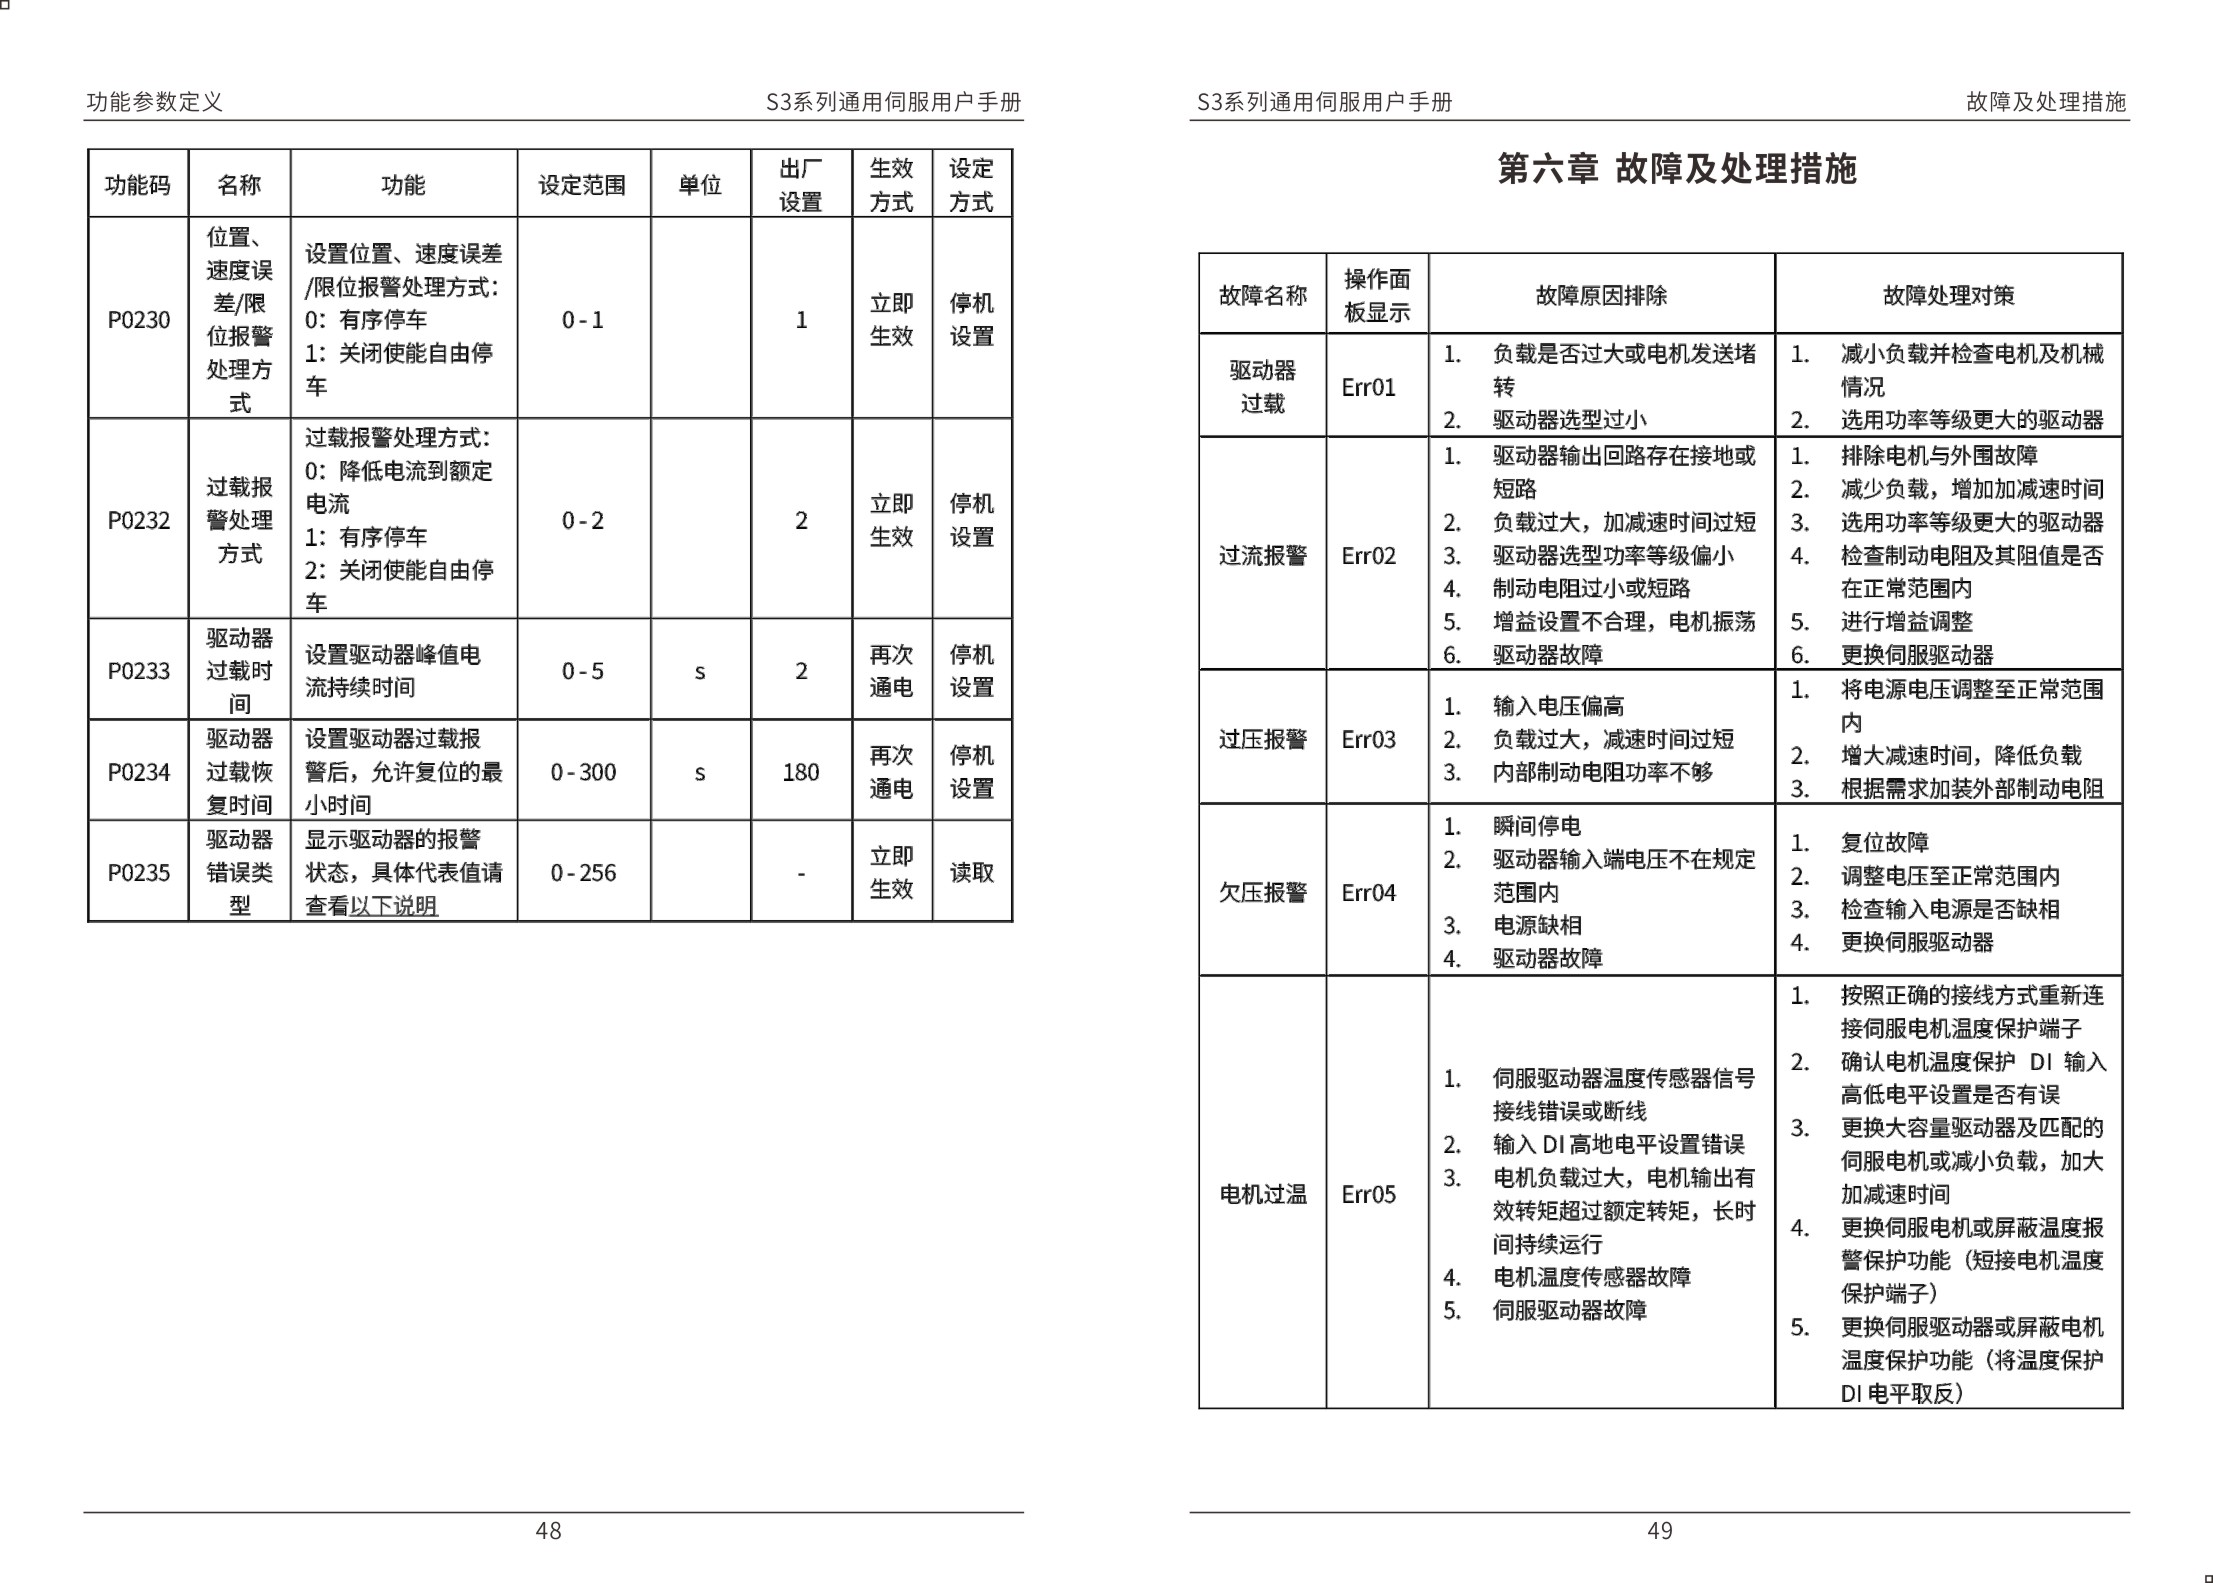 功能参数定义
S3系列通用伺服用户手册
功能码
名称
功能
设定范围
单位
出厂
设置
生效
方式
设定
方式
P0230
位置、
速度误
差/限
位报警
处理方
式
设置位置、速度误差
/限位报警处理方式：
0：有序停车
1：关闭使能自由停
车
0-1
1
立即
生效
停机
设置
P0232
过载报
警处理
方式
过载报警处理方式：
0：降低电流到额定
电流
1：有序停车
2：关闭使能自由停
车
0-2
2
立即
生效
停机
设置
P0233
驱动器
过载时
间
设置驱动器峰值电
流持续时间
0-5
s
2
再次
通电
停机
设置
P0234
驱动器
过载恢
复时间
设置驱动器过载报
警后，允许复位的最
小时间
0-300
s
180
再次
通电
停机
设置
P0235
驱动器
错误类
型
显示驱动器的报警
状态，具体代表值请
查看以下说明
0-256
-
立即
生效
读取
48
S3系列通用伺服用户手册
故障及处理措施
第六章 故障及处理措施
故障名称
操作面
板显示
故障原因排除
故障处理对策
驱动器
过载
Err01
1. 负载是否过大或电机发送堵
转
2. 驱动器选型过小
1. 减小负载并检查电机及机械
情况
2. 选用功率等级更大的驱动器
过流报警
Err02
1. 驱动器输出回路存在接地或
短路
2. 负载过大，加减速时间过短
3. 驱动器选型功率等级偏小
4. 制动电阻过小或短路
5. 增益设置不合理，电机振荡
6. 驱动器故障
1. 排除电机与外围故障
2. 减少负载，增加加减速时间
3. 选用功率等级更大的驱动器
4. 检查制动电阻及其阻值是否
在正常范围内
5. 进行增益调整
6. 更换伺服驱动器
过压报警
Err03
1. 输入电压偏高
2. 负载过大，减速时间过短
3. 内部制动电阻功率不够
1. 将电源电压调整至正常范围
内
2. 增大减速时间，降低负载
3. 根据需求加装外部制动电阻
欠压报警
Err04
1. 瞬间停电
2. 驱动器输入端电压不在规定
范围内
3. 电源缺相
4. 驱动器故障
1. 复位故障
2. 调整电压至正常范围内
3. 检查输入电源是否缺相
4. 更换伺服驱动器
电机过温
Err05
1. 伺服驱动器温度传感器信号
接线错误或断线
2. 输入 DI 高地电平设置错误
3. 电机负载过大，电机输出有
效转矩超过额定转矩，长时
间持续运行
4. 电机温度传感器故障
5. 伺服驱动器故障
1. 按照正确的接线方式重新连
接伺服电机温度保护端子
2. 确认电机温度保护 DI 输入
高低电平设置是否有误
3. 更换大容量驱动器及匹配的
伺服电机或减小负载，加大
加减速时间
4. 更换伺服电机或屏蔽温度报
警保护功能（短接电机温度
保护端子）
5. 更换伺服驱动器或屏蔽电机
温度保护功能（将温度保护
DI 电平取反）
49